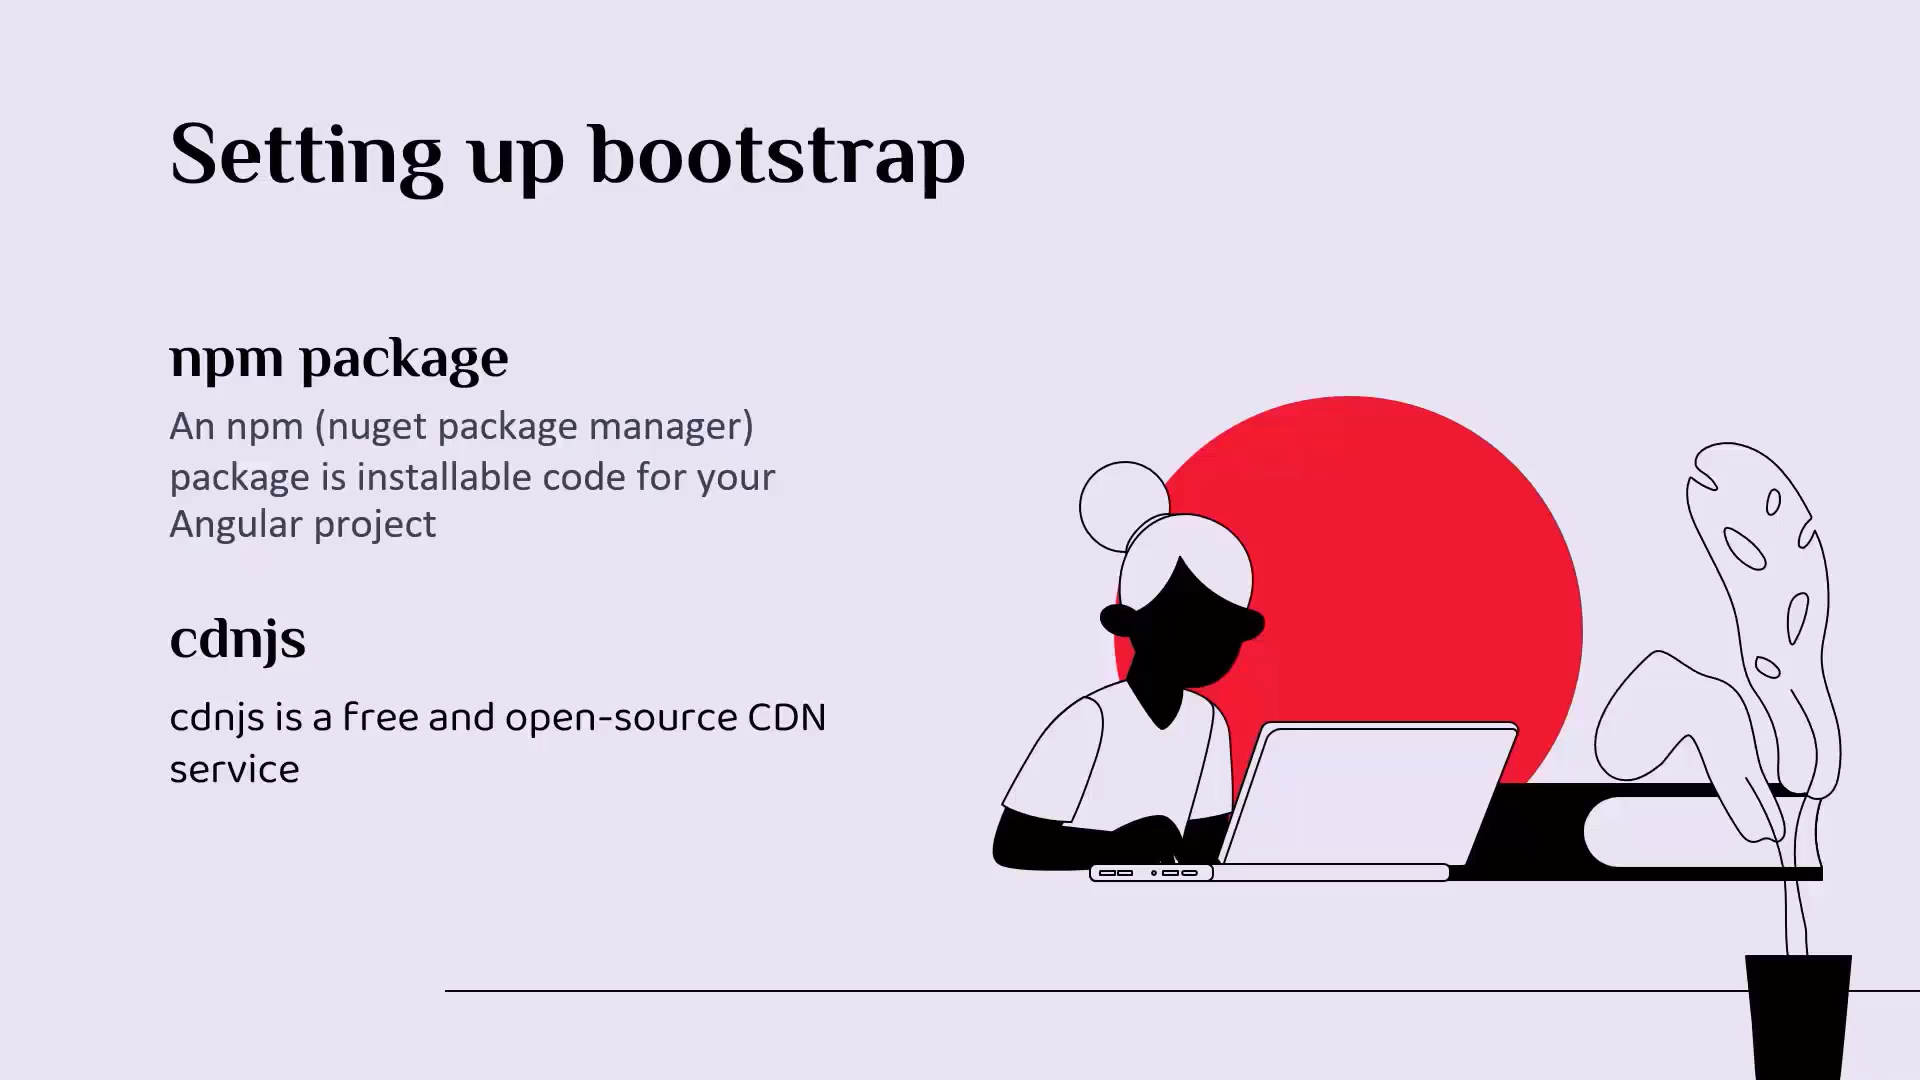 Setting up bootstrap
npm package
An npm (nuget package manager)
package is installable code for your
Angular project
cdnjs
cdnjs is a free and open-source CDN
service